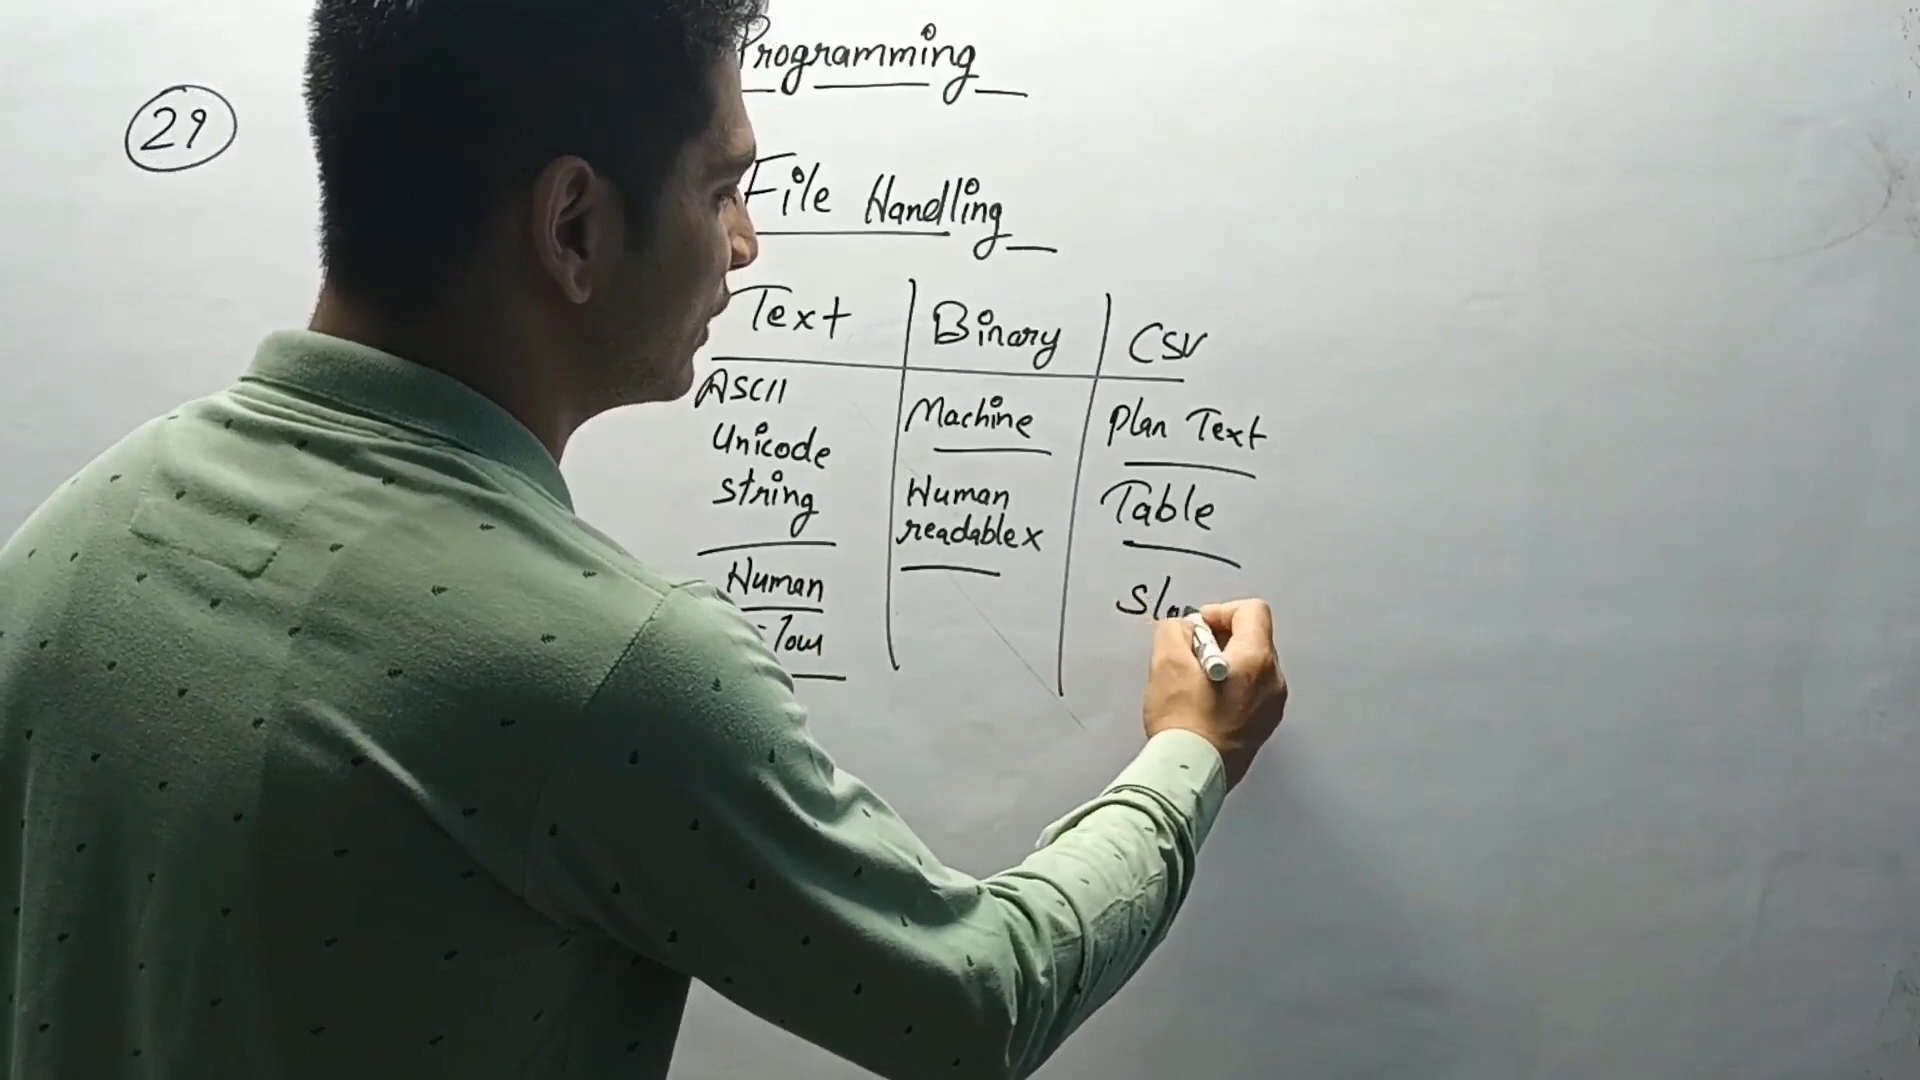 29
Programming
File Handling
Text Binary CSV
ASCII
Unicode
string
Human
Machine
Human
readable x
Plan Text
Table